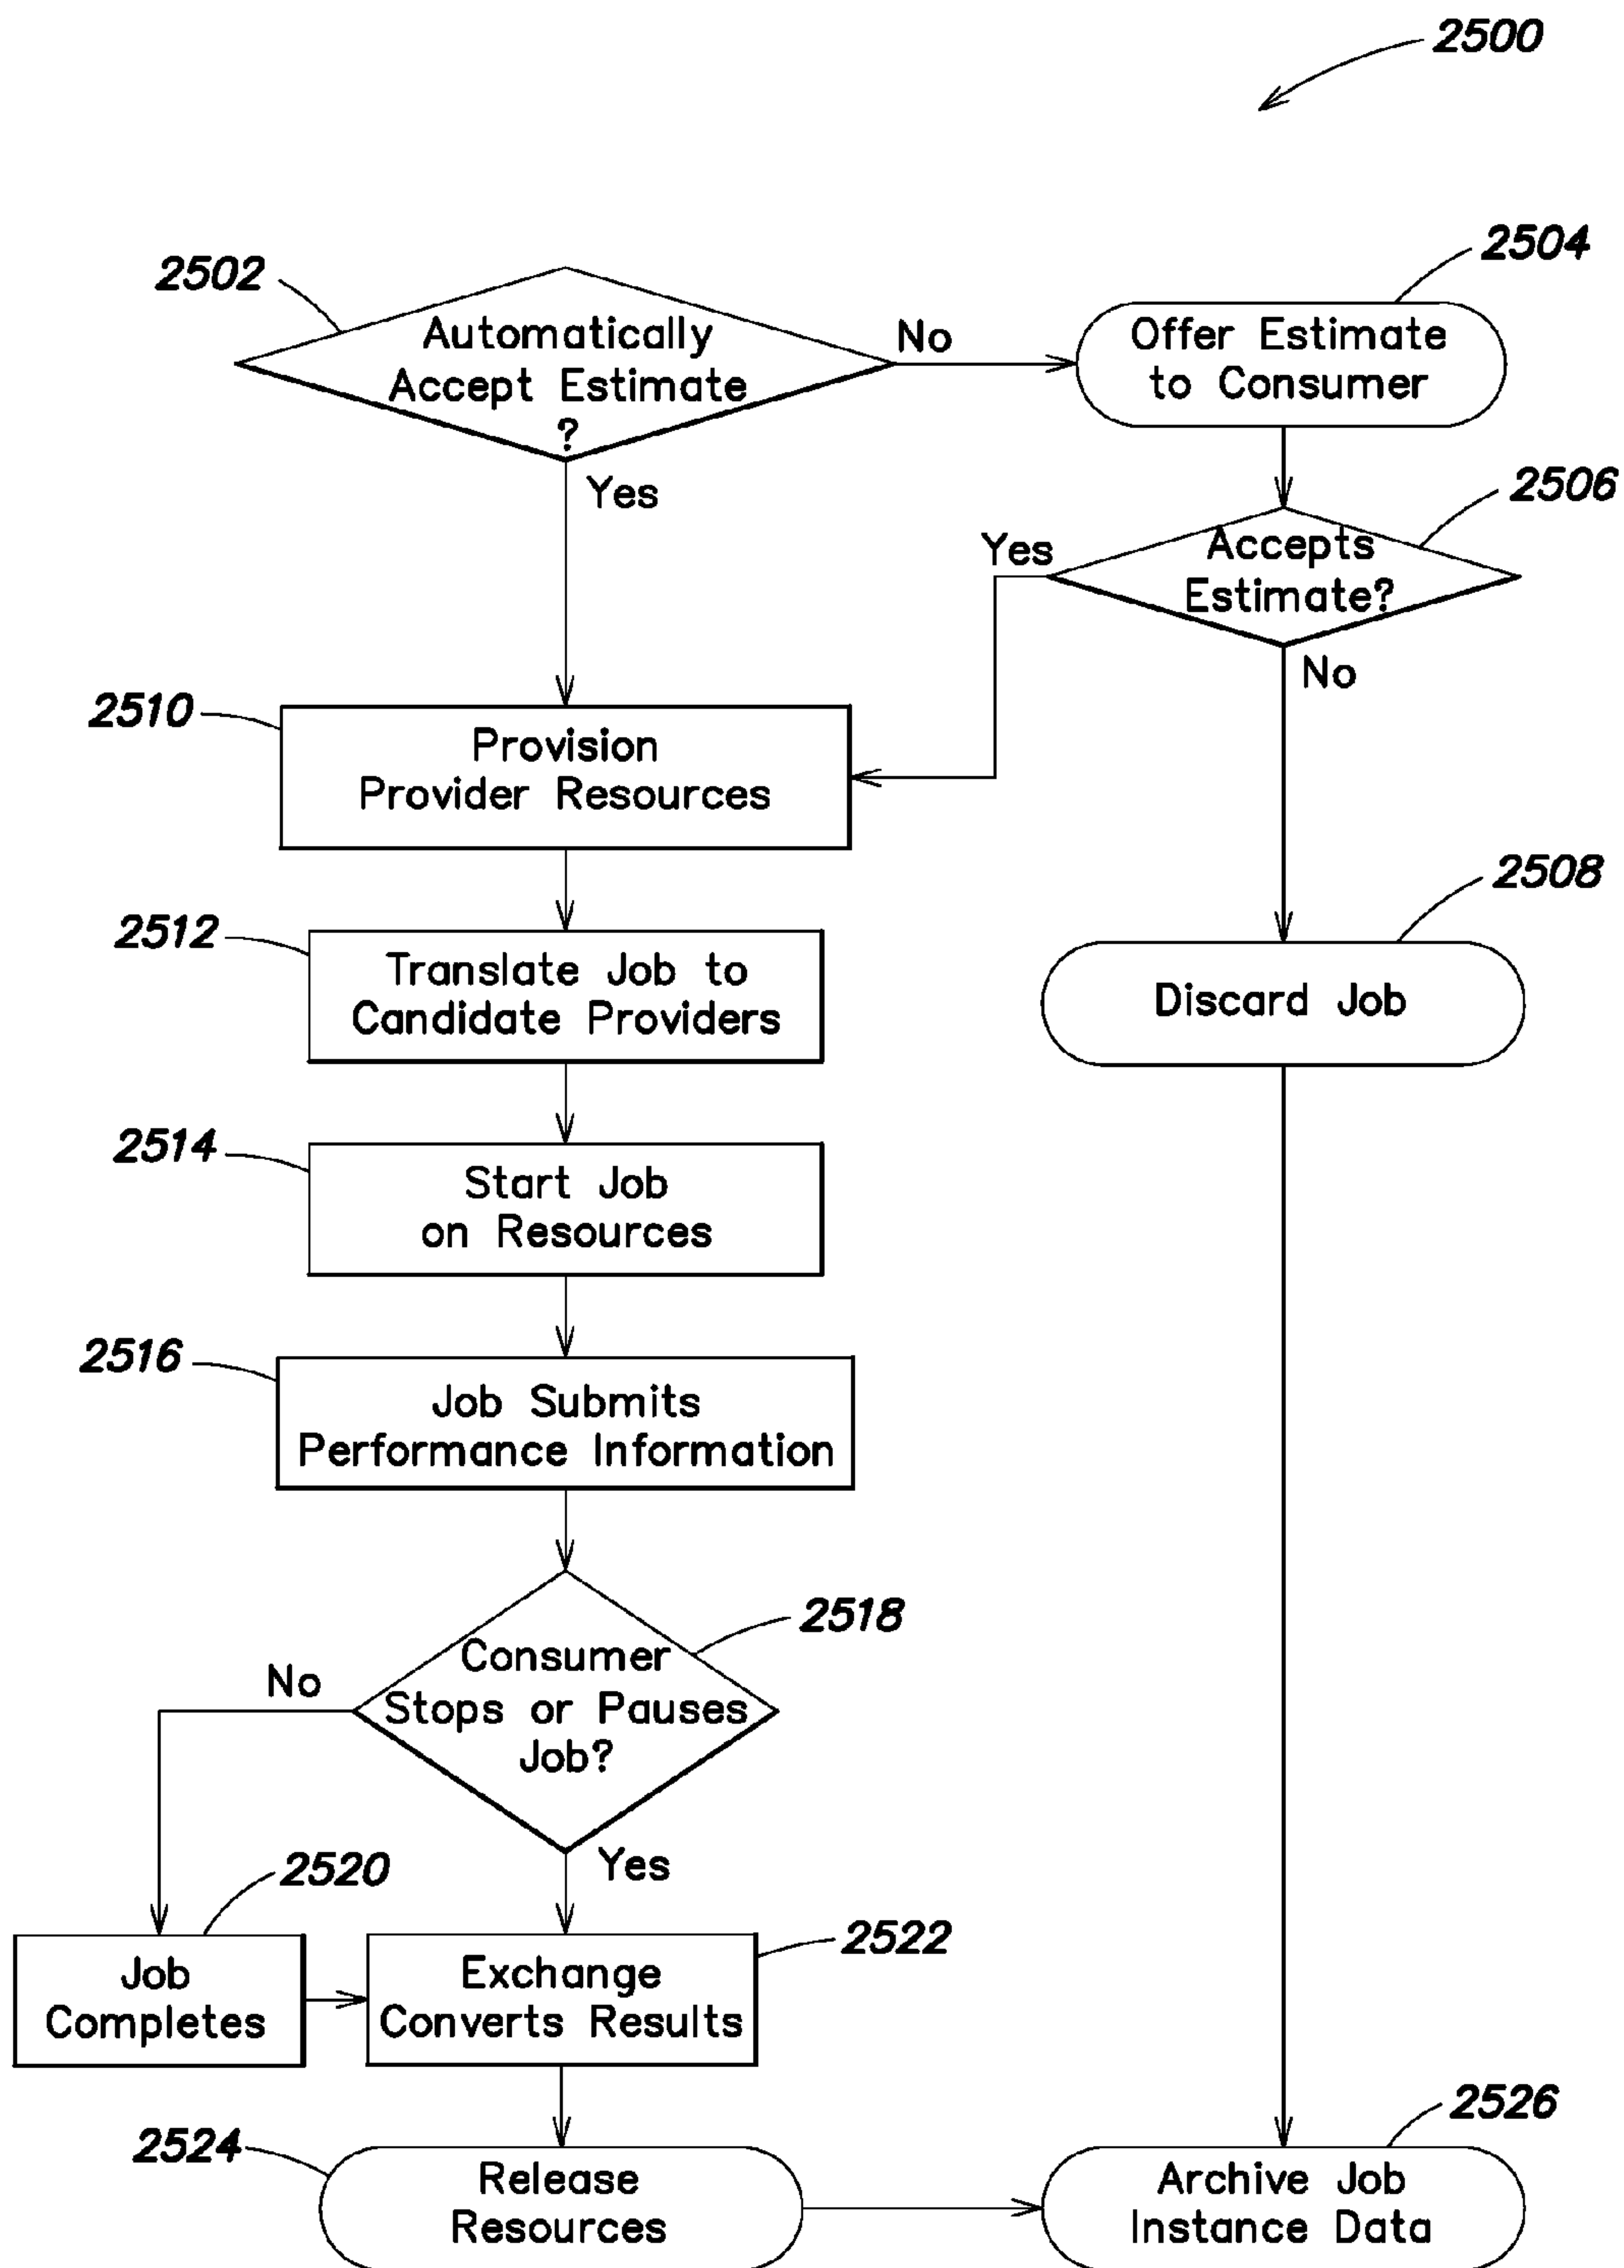 2500
2502
Automatically
Accept Estimate
?
No
Yes
2504
Offer Estimate
to Consumer
2506
Accepts
Estimate?
Yes
No
2510
Provision
Provider Resources
2508
Discard Job
2512
Translate Job to
Candidate Providers
2514
Start Job
on Resources
2516
Job Submits
Performance Information
2518
Consumer
Stops or Pauses
Job?
No
Yes
2520
Job
Completes
2522
Exchange
Converts Results
2524
Release
Resources
2526
Archive Job
Instance Data